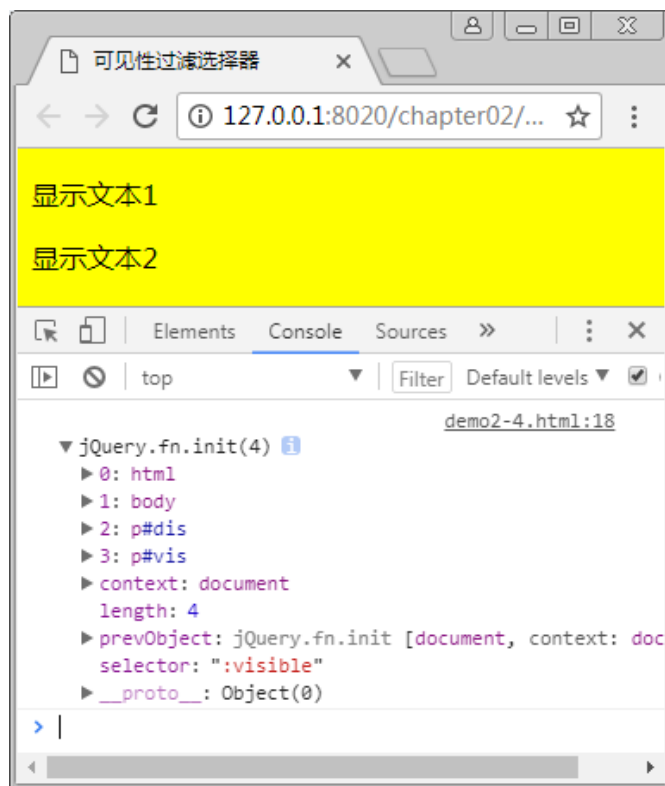 可见性过滤选择器
127.0.0.1:8020/chapter02/...
显示文本1
显示文本2
Elements Console Sources »
top Filter Default levels
demo2-4.html:18
jQuery.fn.init(4)
0: html
1: body
2: p#dis
3: p#vis
context: document
length: 4
prevObject: jQuery.fn.init [document, context: doc
selector: ":visible"
__proto__: Object(0)
>